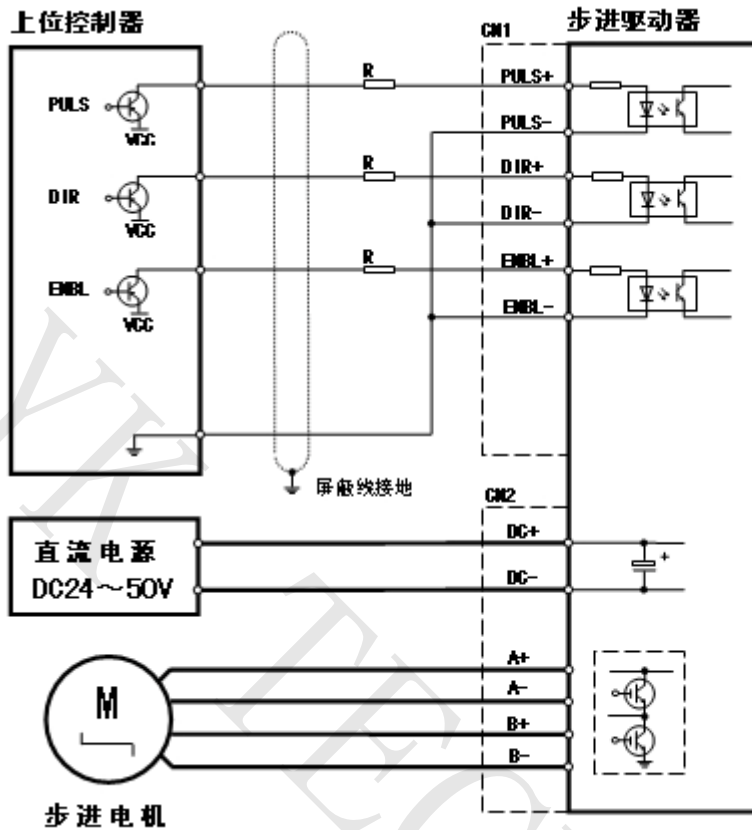 上位控制器
步进驱动器
CN1
PULS
VCC
R
PULS+
PULS-
DIR
VCC
R
DIR+
DIR-
ENBL
VCC
R
ENBL+
ENBL-
屏蔽线接地
CN2
直流电源
DC24～50V
DC+
DC-
+
M
A+
A-
B+
B-
步进电机
VK TEC